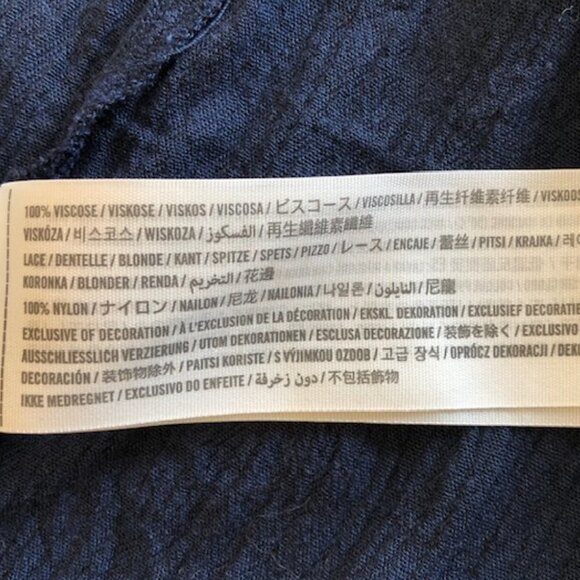 100% VISCOSE / VISKOSE / VISKOS / VISCOSA / ビスコース / VISCOSILLA / 再生纤维素纤维 / VISKOOS
VISKÓZA / 비스코스 / WISKOZA / الفسكوز / 再生纖維素纖維
LACE / DENTELLE / BLONDE / KANT / SPITZE / SPETS / PIZZO / レース / ENCAJE / 蕾丝 / PITSI / KRAJKA /
KORONKA / BLONDER / RENDA / التخريم / 花邊
100% NYLON / ナイロン / NAILON / 尼龙 / NAILONIA / 나일론 / النايلون / 尼龍
EXCLUSIVE OF DECORATION / À L'EXCLUSION DE LA DÉCORATION / EKSKL. DEKORATION / EXCLUSIEF DECORATIE
AUSSCHLIESSLICH VERZIERUNG / UTOM DEKORATIONEN / ESCLUSA DECORAZIONE / 装飾を除く / EXCLUSIVO
DECORACIÓN / 装饰物除外 / PAITSI KORISTE / S VÝJIMKOU OZDOB / 고급 장식 / OPRÓCZ DEKORACJI /
IKKE MEDREGNET / EXCLUSIVO DO ENFEITE / دون زخرفة / 不包括飾物